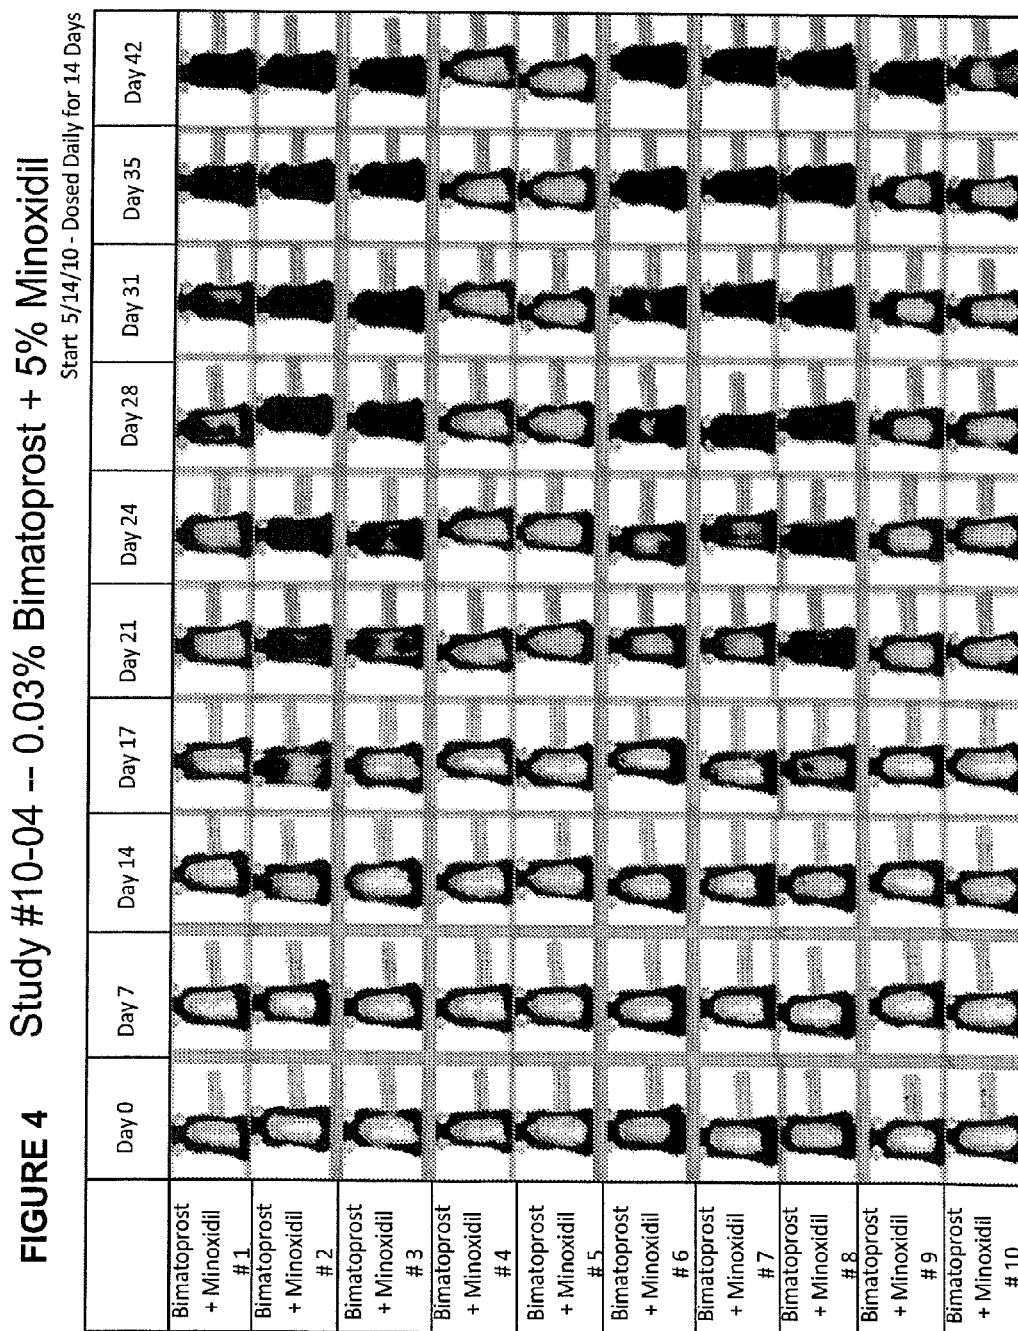 FIGURE 4 Study #10-04 -- 0.03% Bimatoprost + 5% Minoxidil
Start 5/14/10 - Dosed Daily for 14 Days
Day 0 Day 7 Day 14 Day 17 Day 21 Day 24 Day 28 Day 31 Day 35 Day 42
Bimatoprost
+ Minoxidil
# 1
Bimatoprost
+ Minoxidil
# 2
Bimatoprost
+ Minoxidil
# 3
Bimatoprost
+ Minoxidil
# 4
Bimatoprost
+ Minoxidil
# 5
Bimatoprost
+ Minoxidil
# 6
Bimatoprost
+ Minoxidil
# 7
Bimatoprost
+ Minoxidil
# 8
Bimatoprost
+ Minoxidil
# 9
Bimatoprost
+ Minoxidil
# 10